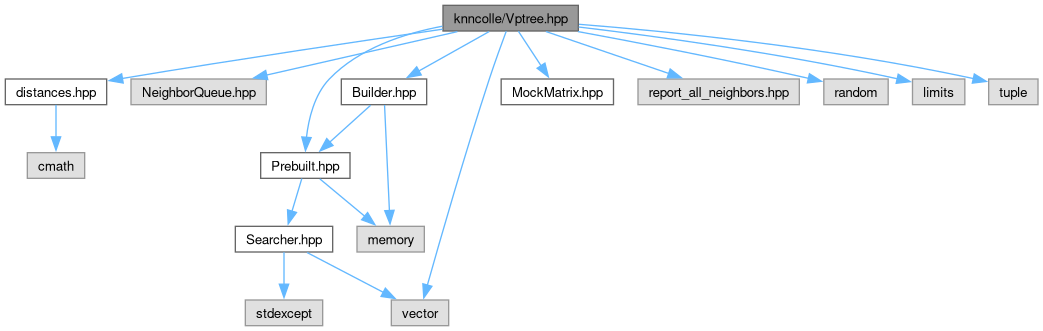 knncolle/Vptree.hpp
distances.hpp
NeighborQueue.hpp
Builder.hpp
MockMatrix.hpp
report_all_neighbors.hpp
random
limits
tuple
cmath
Prebuilt.hpp
Searcher.hpp
memory
stdexcept
vector